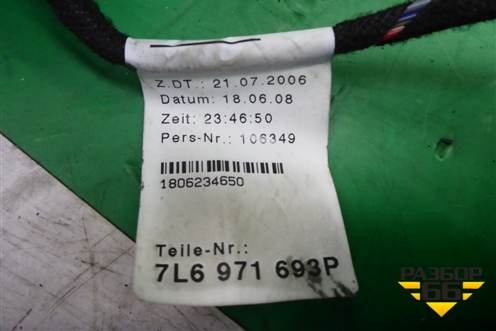 Z.DT.: 21.07.2006
Datum: 18.06.08
Zeit: 23:46:50
Pers-Nr.: 106349
1806234650
Teile-Nr.:
7L6 971 693P
РАЗБОР
66